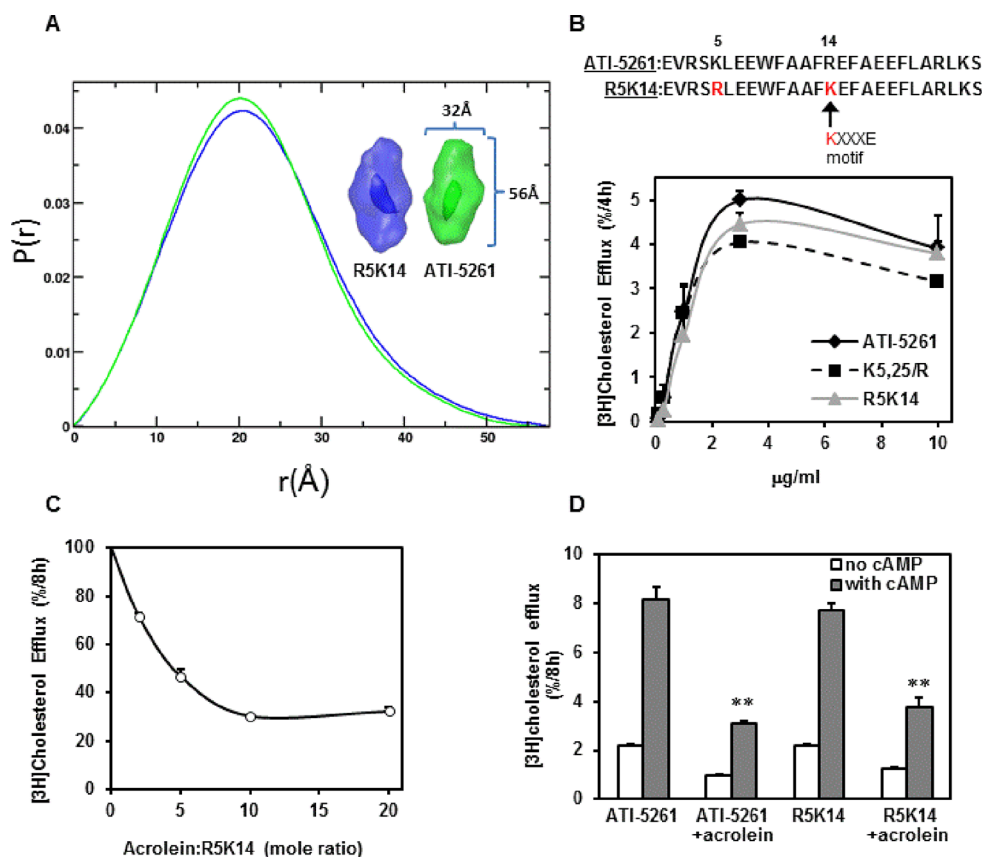 A
P(r)
0.04
0.03
0.02
0.01
0
0 10 20 30 40 50
r(Å)
32Å
56Å
R5K14 ATI-5261
B
5 14
ATI-5261:EVRSKLEEWFAAFREFAEEFLARLKS
R5K14:EVRSRLEEWFAAFKEFAEEFLARLKS
KXXXE
motif
[3H]Cholesterol Efflux (%/4h)
5
4
3
2
1
0
0 2 4 6 8 10
µg/ml
ATI-5261
K5,25/R
R5K14
C
[3H]Cholesterol Efflux (%/8h)
100
80
60
40
20
0
0 5 10 15 20
Acrolein:R5K14 (mole ratio)
D
[3H]cholesterol efflux
(%/8h)
10
8
6
4
2
0
no cAMP
with cAMP
**
**
ATI-5261 ATI-5261 R5K14 R5K14
+acrolein +acrolein